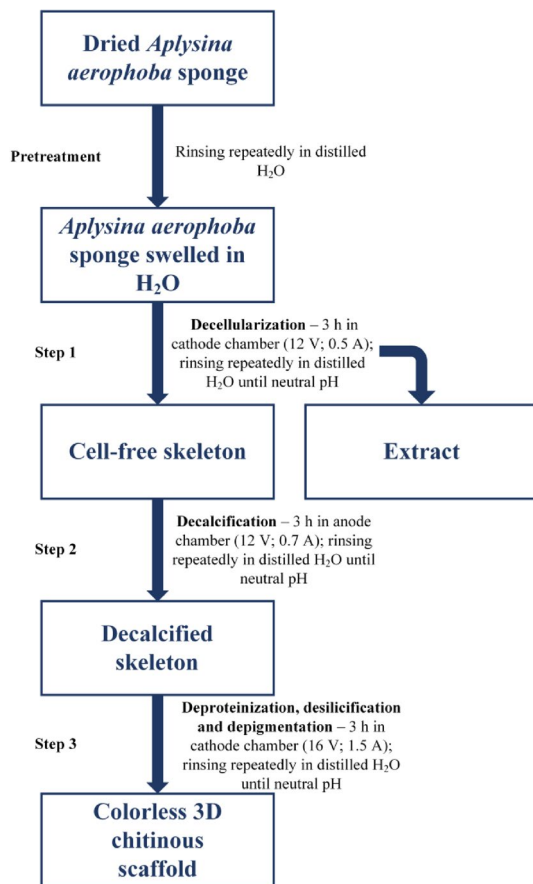 Dried Aplysina
aerophoba sponge
Pretreatment
Rinsing repeatedly in distilled
H₂O
Aplysina aerophoba
sponge swelled in
H₂O
Step 1
Decellularization – 3 h in
cathode chamber (12 V; 0.5 A);
rinsing repeatedly in distilled
H₂O until neutral pH
Cell-free skeleton
Extract
Step 2
Decalcification – 3 h in anode
chamber (12 V; 0.7 A); rinsing
repeatedly in distilled H₂O until
neutral pH
Decalcified
skeleton
Step 3
Deproteinization, desilicification
and depigmentation – 3 h in
cathode chamber (16 V; 1.5 A);
rinsing repeatedly in distilled H₂O
until neutral pH
Colorless 3D
chitinous
scaffold